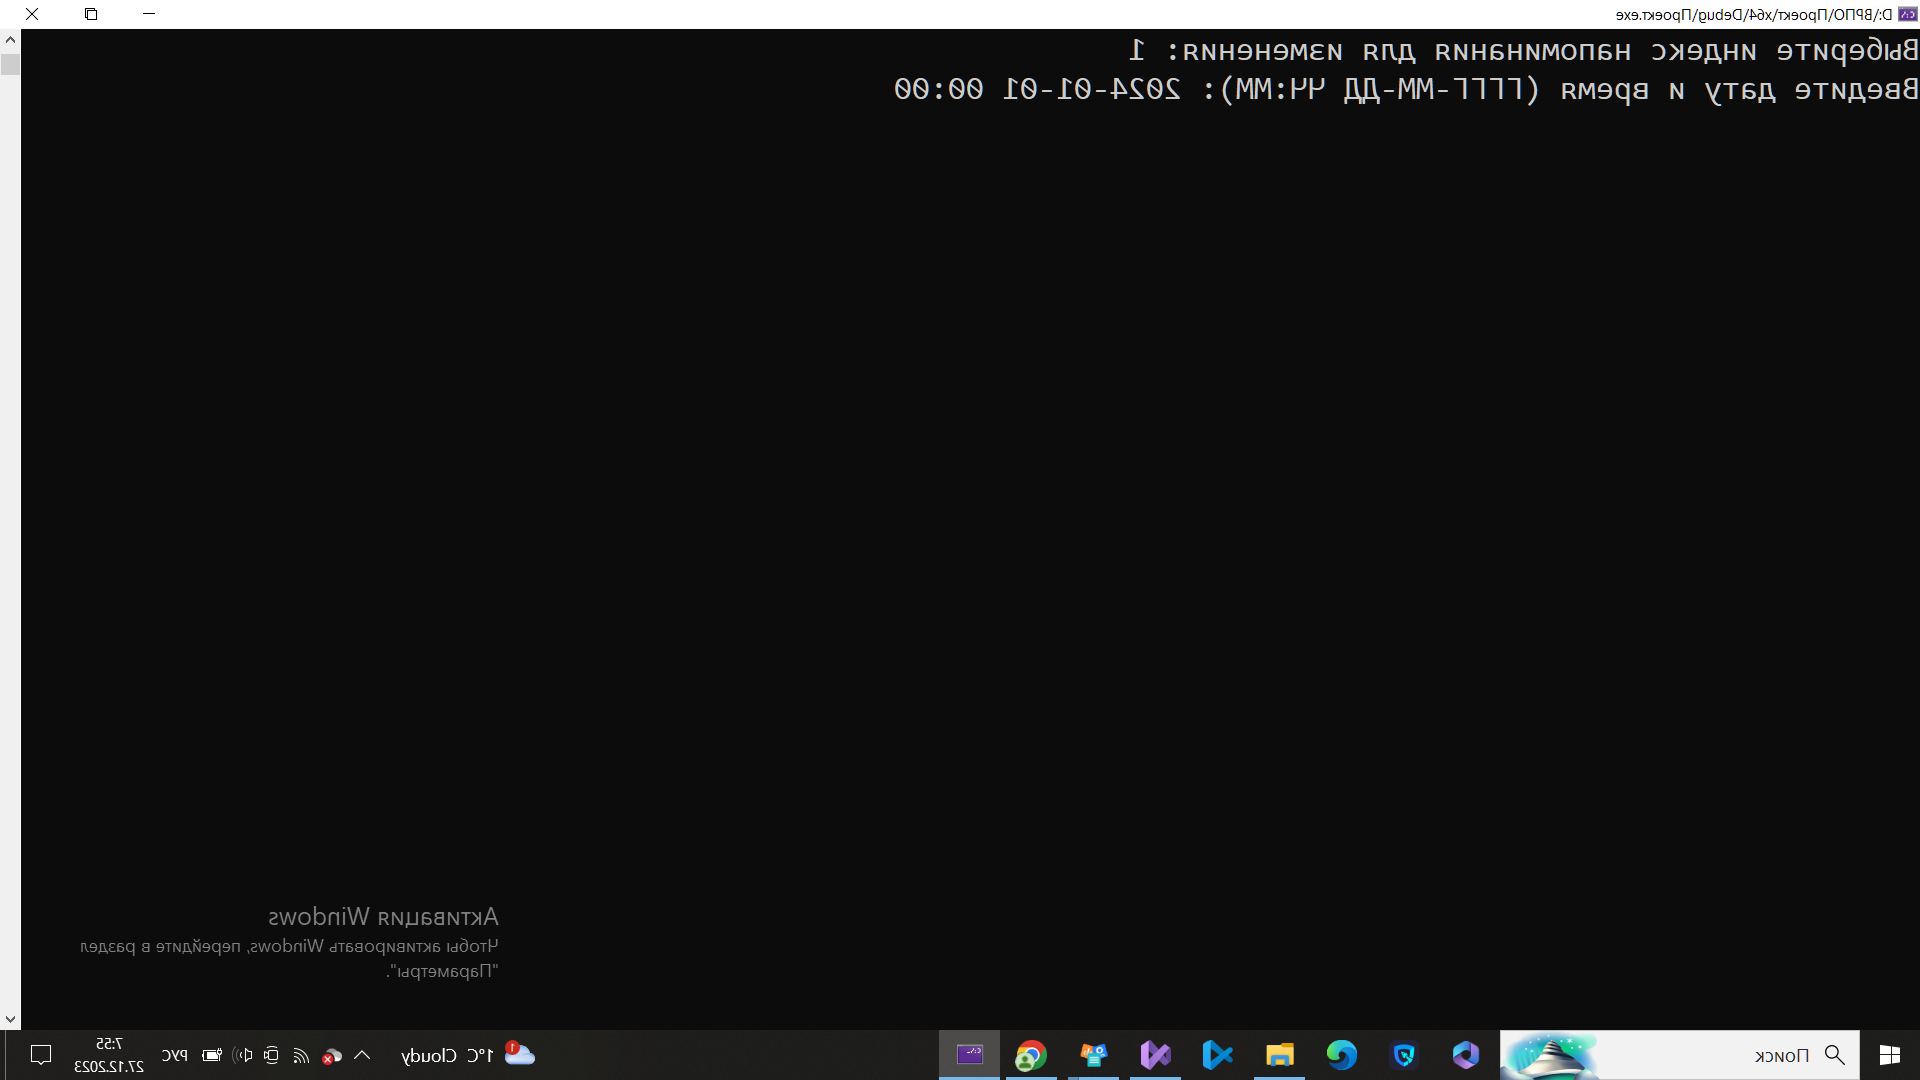 D:\ВРПО\Проект\x64\Debug\Проект.exe
Выберите индекс напоминания для изменения: 1
Введите дату и время (ГГГГ-ММ-ДД ЧЧ:ММ): 2024-01-01 00:00
Активация Windows
Чтобы активировать Windows, перейдите в раздел
"Параметры".
Поиск
1
1°C Cloudy
РУС
7:55
27.12.2023